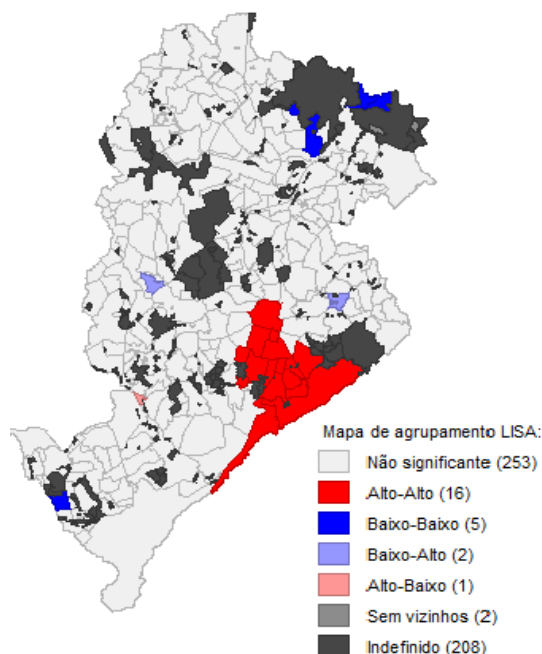 Mapa de agrupamento LISA:
Não significante (253)
Alto-Alto (16)
Baixo-Baixo (5)
Baixo-Alto (2)
Alto-Baixo (1)
Sem vizinhos (2)
Indefinido (208)